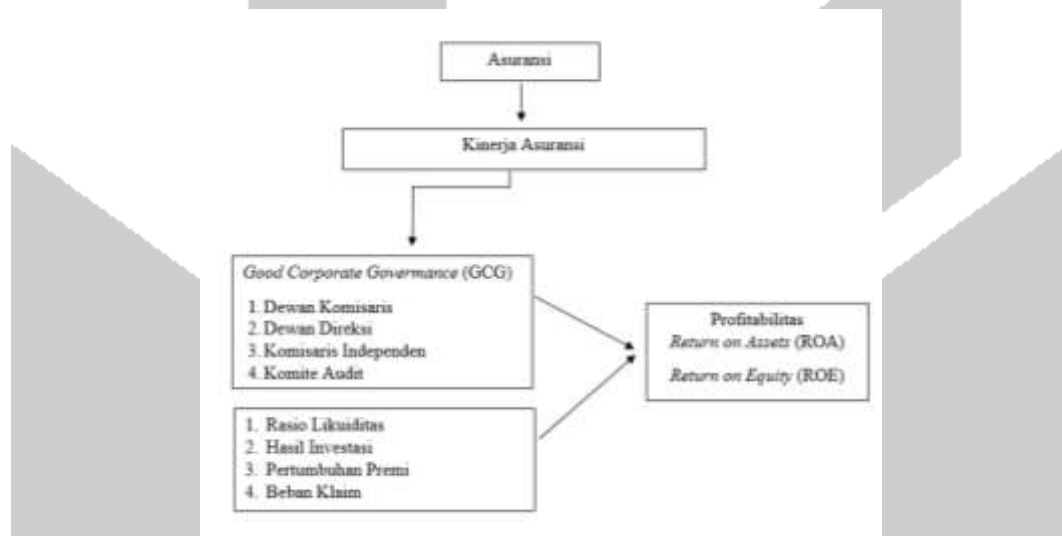 Asuransi
Kinerja Asuransi
Good Corporate Governance (GCG)
1. Dewan Komisaris
2. Dewan Direksi
3. Komisaris Independen
4. Komite Audit
Profitabilitas
Return on Assets (ROA)
Return on Equity (ROE)
1. Rasio Likuiditas
2. Hasil Investasi
3. Pertumbuhan Premi
4. Beban Klaim